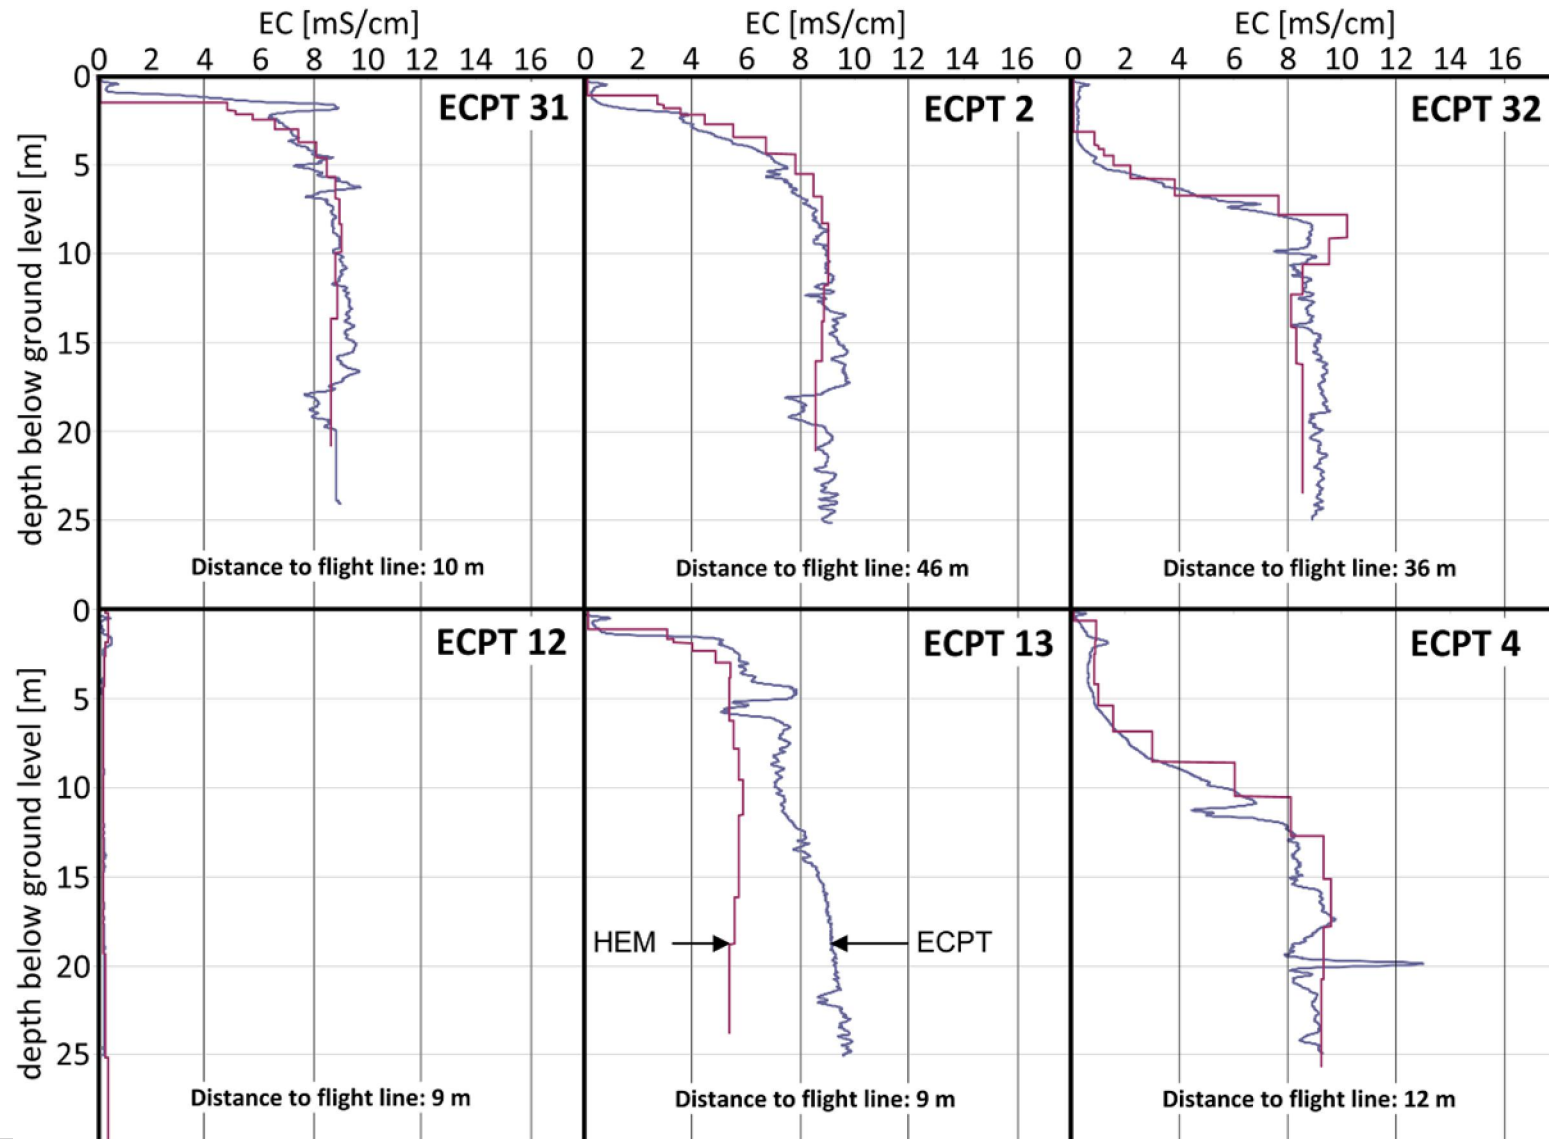 EC [mS/cm] EC [mS/cm] EC [mS/cm]
0 2 4 6 8 10 12 14 16 0 2 4 6 8 10 12 14 16 0 2 4 6 8 10 12 14 16
depth below ground level [m]
0
5
10
15
20
25
ECPT 31
Distance to flight line: 10 m
ECPT 2
Distance to flight line: 46 m
ECPT 32
Distance to flight line: 36 m
depth below ground level [m]
0
5
10
15
20
25
ECPT 12
Distance to flight line: 9 m
ECPT 13
HEM
ECPT
Distance to flight line: 9 m
ECPT 4
Distance to flight line: 12 m